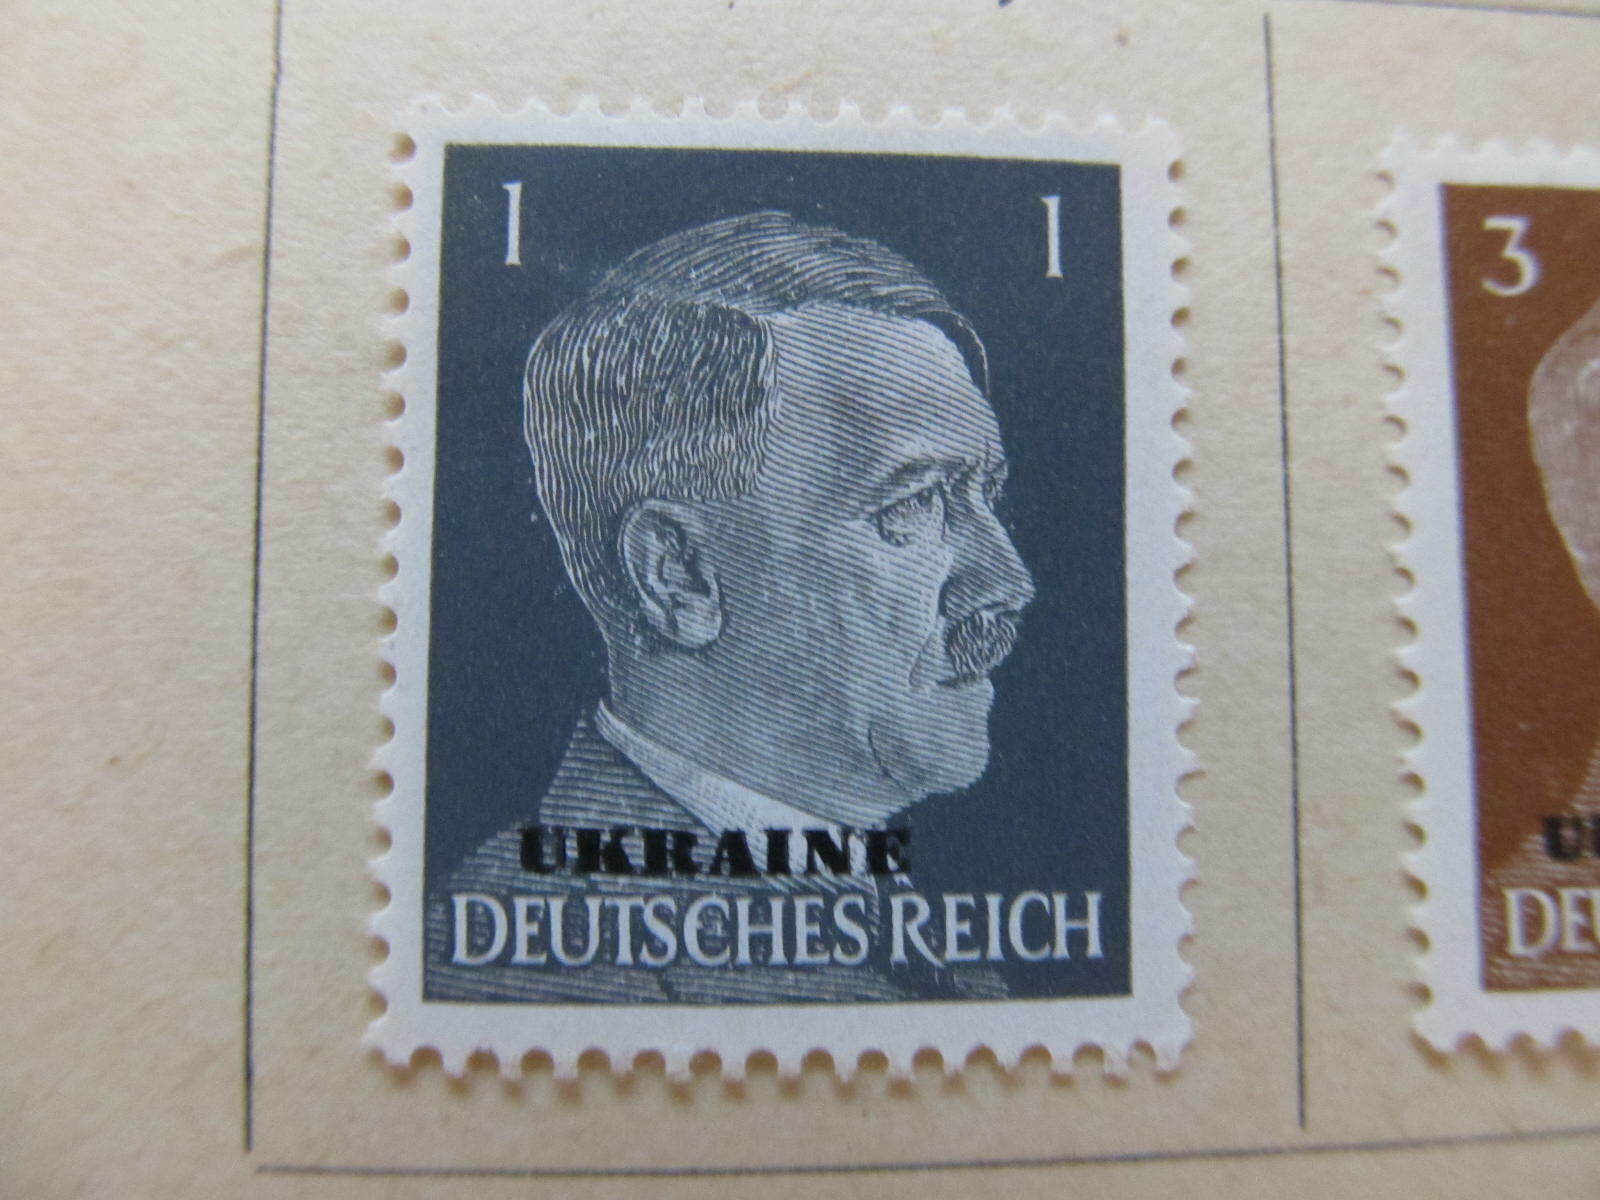 1 1
UKRAINE
DEUTSCHES REICH
3